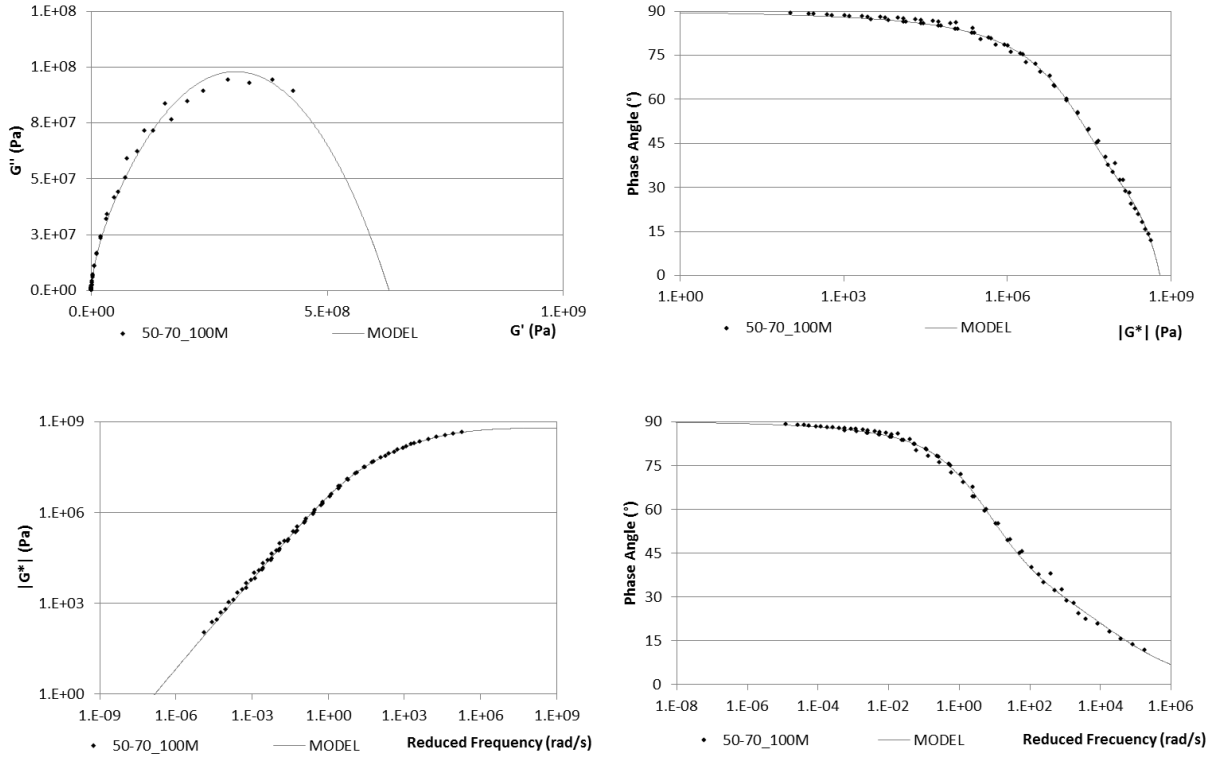 1.E+08
1.E+08
8.E+07
5.E+07
3.E+07
0.E+00
G'' (Pa)
0.E+00
5.E+08
1.E+09
50-70_100M
MODEL
G' (Pa)
90
75
60
45
30
15
0
Phase Angle (°)
1.E+00
1.E+03
1.E+06
1.E+09
50-70_100M
MODEL
|G*| (Pa)
1.E+09
1.E+06
1.E+03
1.E+00
|G*| (Pa)
1.E-09
1.E-06
1.E-03
1.E+00
1.E+03
1.E+06
1.E+09
50-70_100M
MODEL
Reduced Frequency (rad/s)
90
75
60
45
30
15
0
Phase Angle (°)
1.E-08
1.E-06
1.E-04
1.E-02
1.E+00
1.E+02
1.E+04
1.E+06
50-70_100M
MODEL
Reduced Frecuency (rad/s)